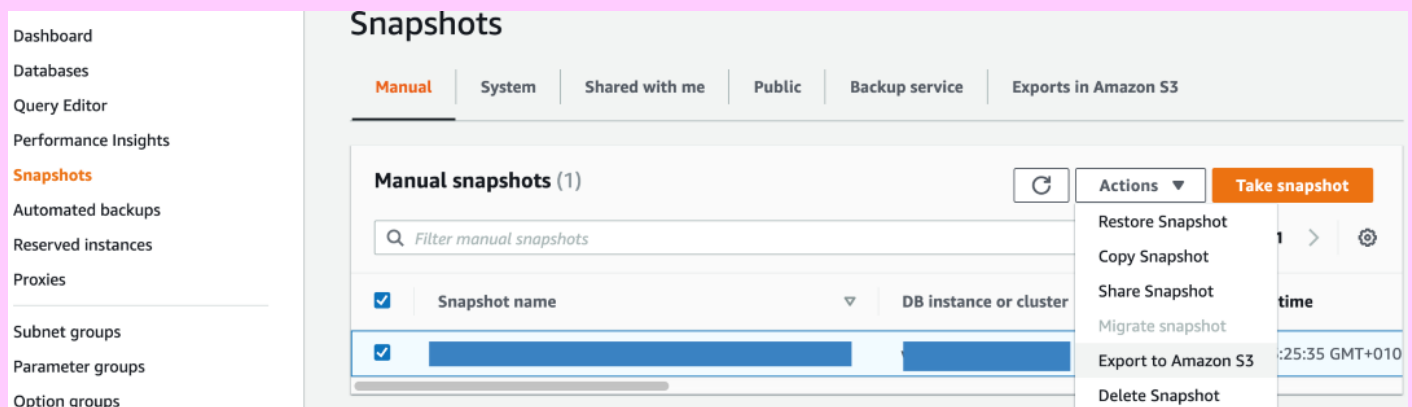 Snapshots
Dashboard
Databases
Query Editor
Performance Insights
Snapshots
Automated backups
Reserved instances
Proxies
Subnet groups
Parameter groups
Option groups
Manual System Shared with me Public Backup service Exports in Amazon S3
Manual snapshots (1)
Actions Take snapshot
Filter manual snapshots
1
Snapshot name DB instance or cluster time
:25:35 GMT+010
Restore Snapshot
Copy Snapshot
Share Snapshot
Migrate snapshot
Export to Amazon S3
Delete Snapshot